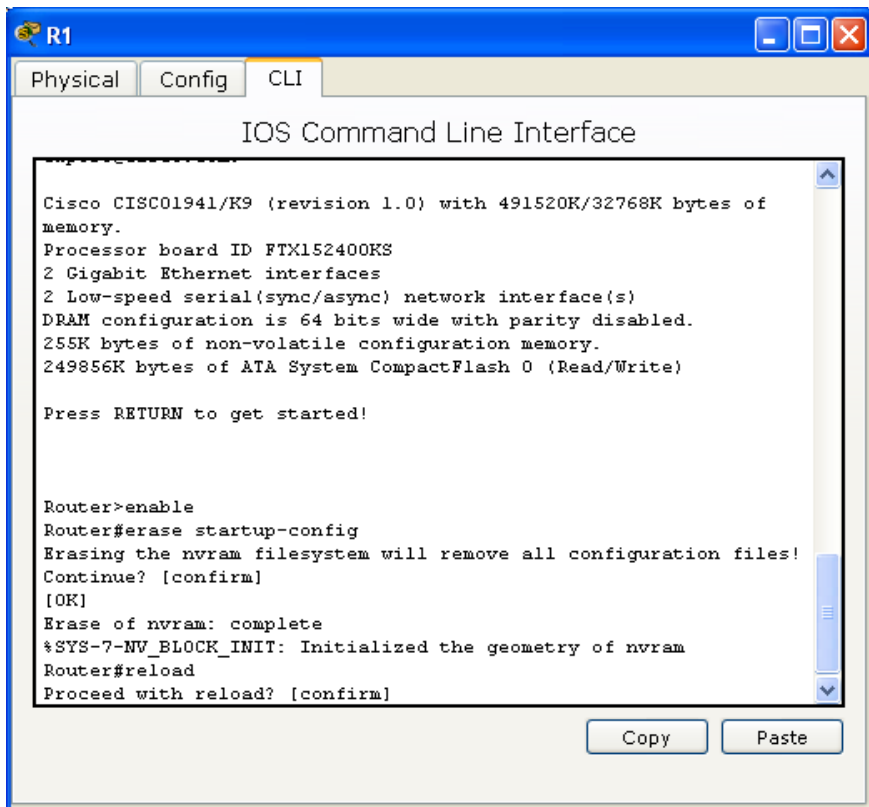 R1
Physical Config CLI
IOS Command Line Interface
Cisco CISCO1941/K9 (revision 1.0) with 491520K/32768K bytes of
memory.
Processor board ID FTX152400KS
2 Gigabit Ethernet interfaces
2 Low-speed serial(sync/async) network interface(s)
DRAM configuration is 64 bits wide with parity disabled.
255K bytes of non-volatile configuration memory.
249856K bytes of ATA System CompactFlash 0 (Read/Write)
Press RETURN to get started!
Router>enable
Router#erase startup-config
Erasing the nvram filesystem will remove all configuration files!
Continue? [confirm]
[OK]
Erase of nvram: complete
%SYS-7-NV_BLOCK_INIT: Initialized the geometry of nvram
Router#reload
Proceed with reload? [confirm]
Copy Paste